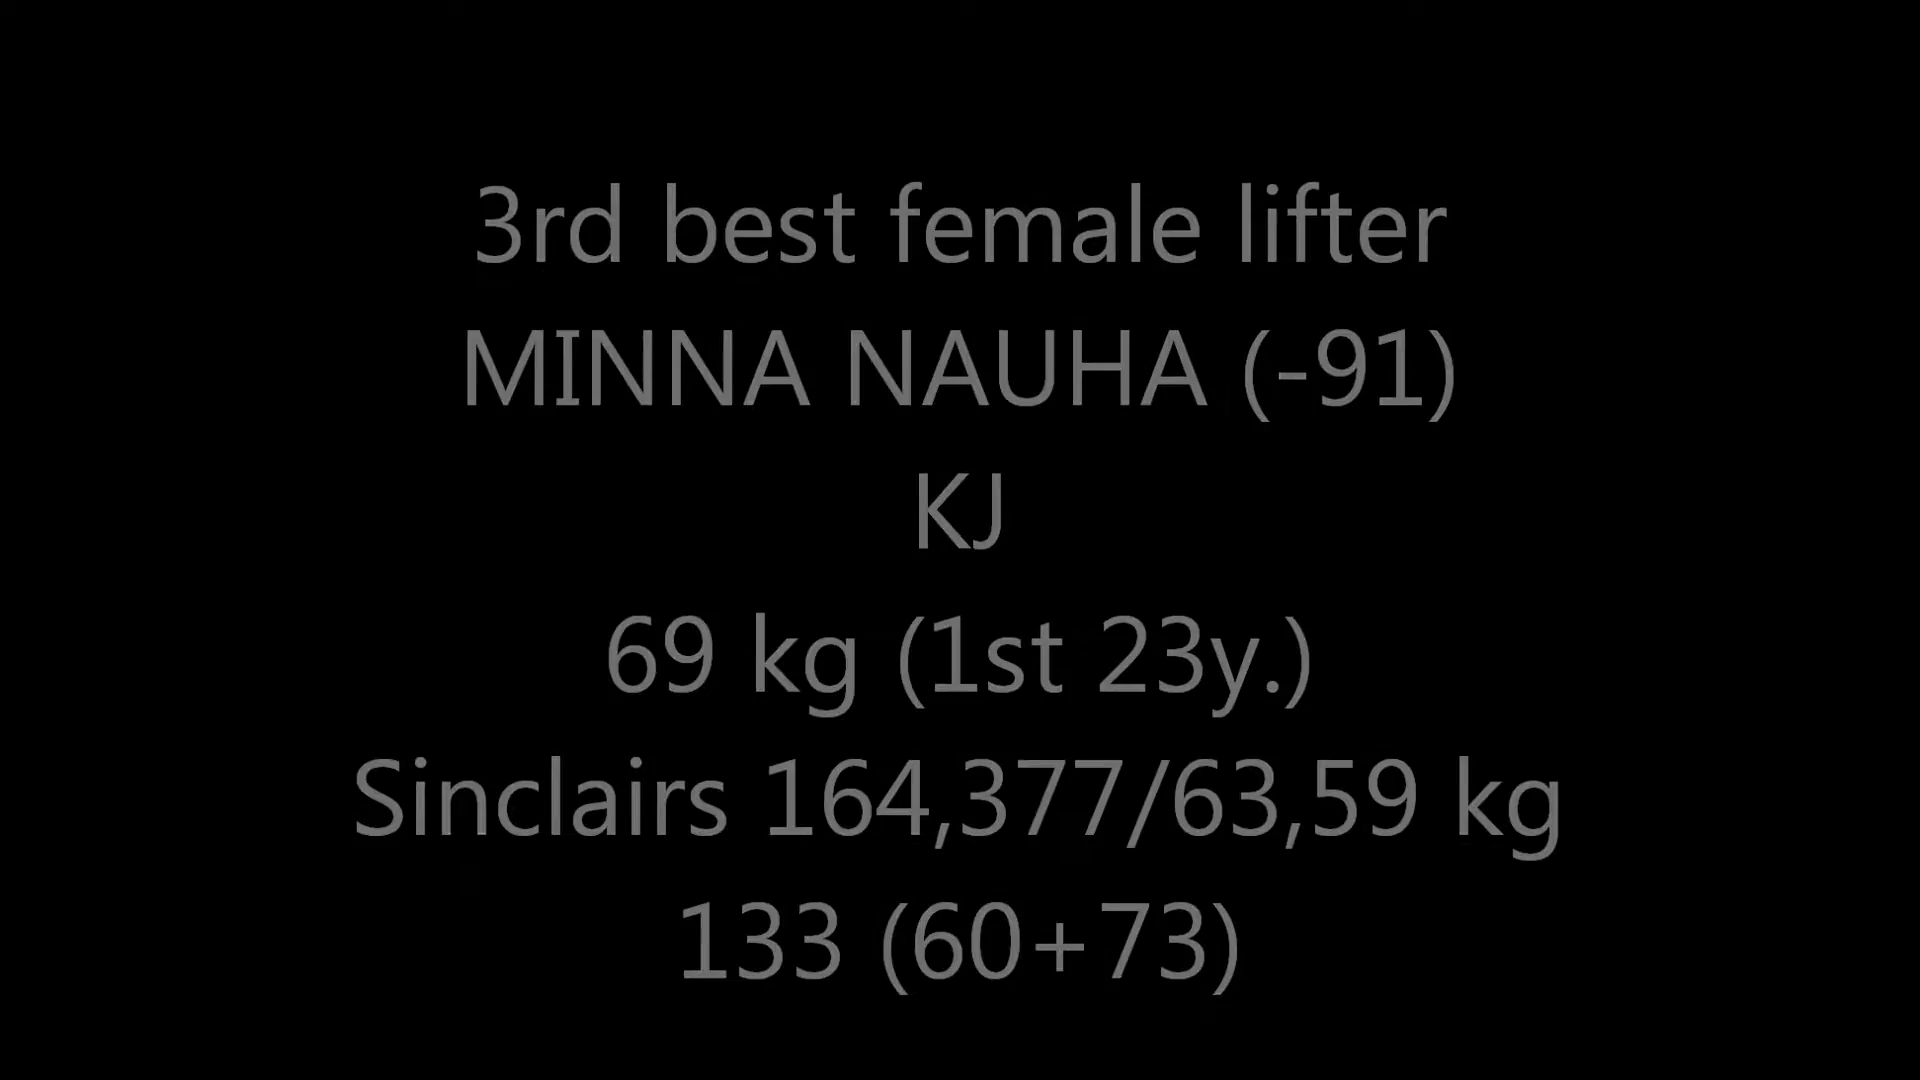 3rd best female lifter
MINNA NAUHA (-91)
KJ
69 kg (1st 23y.)
Sinclairs 164,377/63,59 kg
133 (60+73)